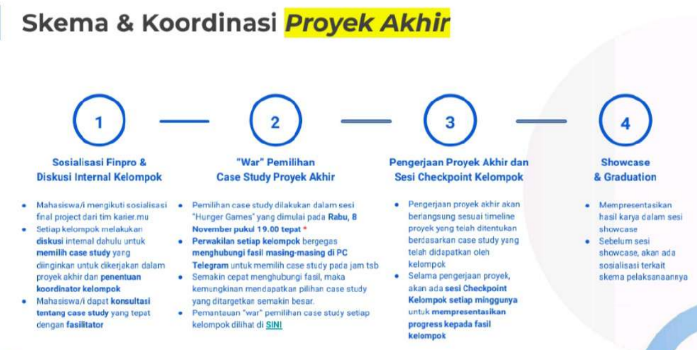 Skema & Koordinasi Proyek Akhir
1
2
3
4
Sosialisasi Finpro &
Diskusi Internal Kelompok
• Mahasiswa/i mengikuti sosialisasi
final project dari tim karier.mu
• Setiap kelompok melakukan
diskusi internal dahulu untuk
memilih case study yang
diinginkan untuk dikerjakan dalam
proyek akhir dan penentuan
koordinator kelompok
• Mahasiswa/i dapat konsultasi
tentang case study yang tepat
dengan fasilitator
"War" Pemilihan
Case Study Proyek Akhir
• Pemilihan case study dilakukan dalam sesi
"Hunger Games" yang dimulai pada Rabu, 8
November pukul 19.00 tepat *
• Perwakilan setiap kelompok bergegas
menghubungi fasil masing-masing di PC
Telegram untuk memilih case study pada jam tsb
• Semakin cepat menghubungi fasil, maka
kemungkinan mendapatkan pilihan case study
yang ditargetkan semakin besar.
• Pemantauan "war" pemilihan case study setiap
kelompok dilihat di SINI
Pengerjaan Proyek Akhir dan
Sesi Checkpoint Kelompok
• Pengerjaan proyek akhir akan
berlangsung sesuai timeline
proyek yang telah ditentukan
berdasarkan case study yang
telah didapatkan oleh
kelompok
• Selama pengerjaan proyek,
akan ada sesi Checkpoint
Kelompok setiap minggunya
untuk mempresentasikan
progress kepada fasil
kelompok
Showcase
& Graduation
• Mempresentasikan
hasil karya dalam sesi
showcase
• Sebelum sesi
showcase, akan ada
sosialisasi terkait
skema pelaksanaannya